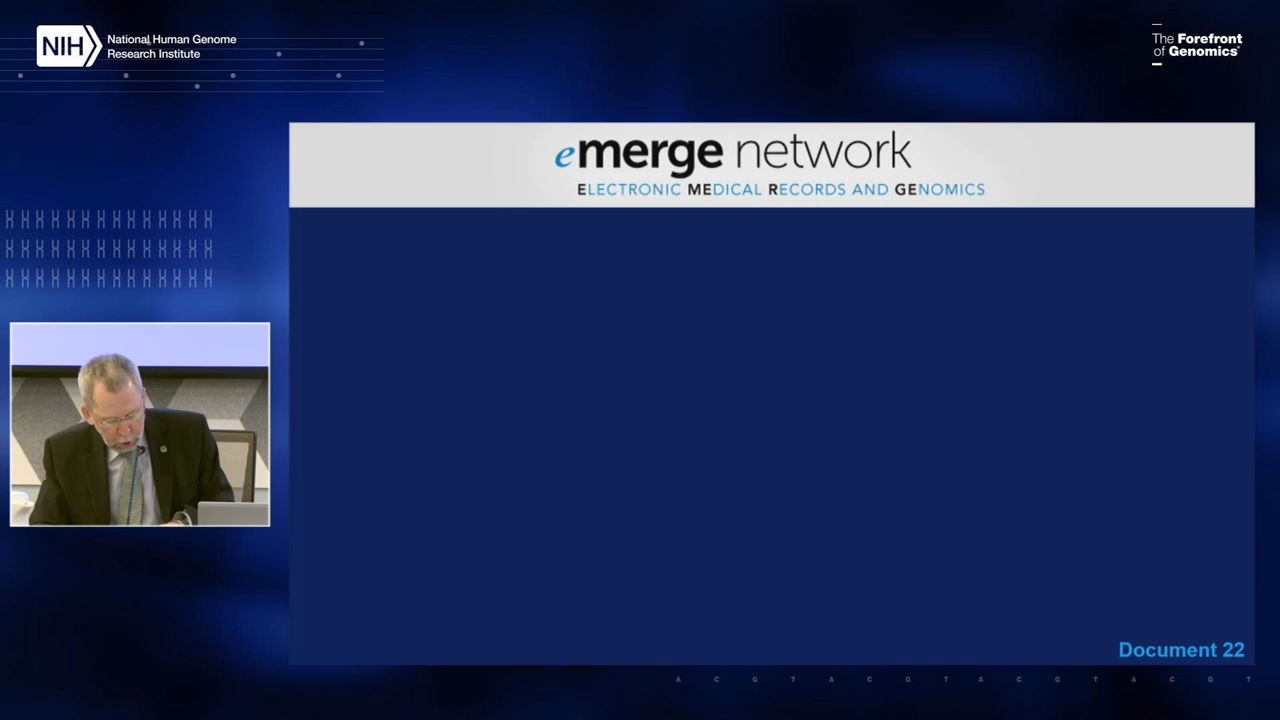 NIH
National Human Genome
Research Institute
The Forefront
of Genomics®
emerge network
ELECTRONIC MEDICAL RECORDS AND GENOMICS
Document 22
A C G T A C G T A C G T A C G T